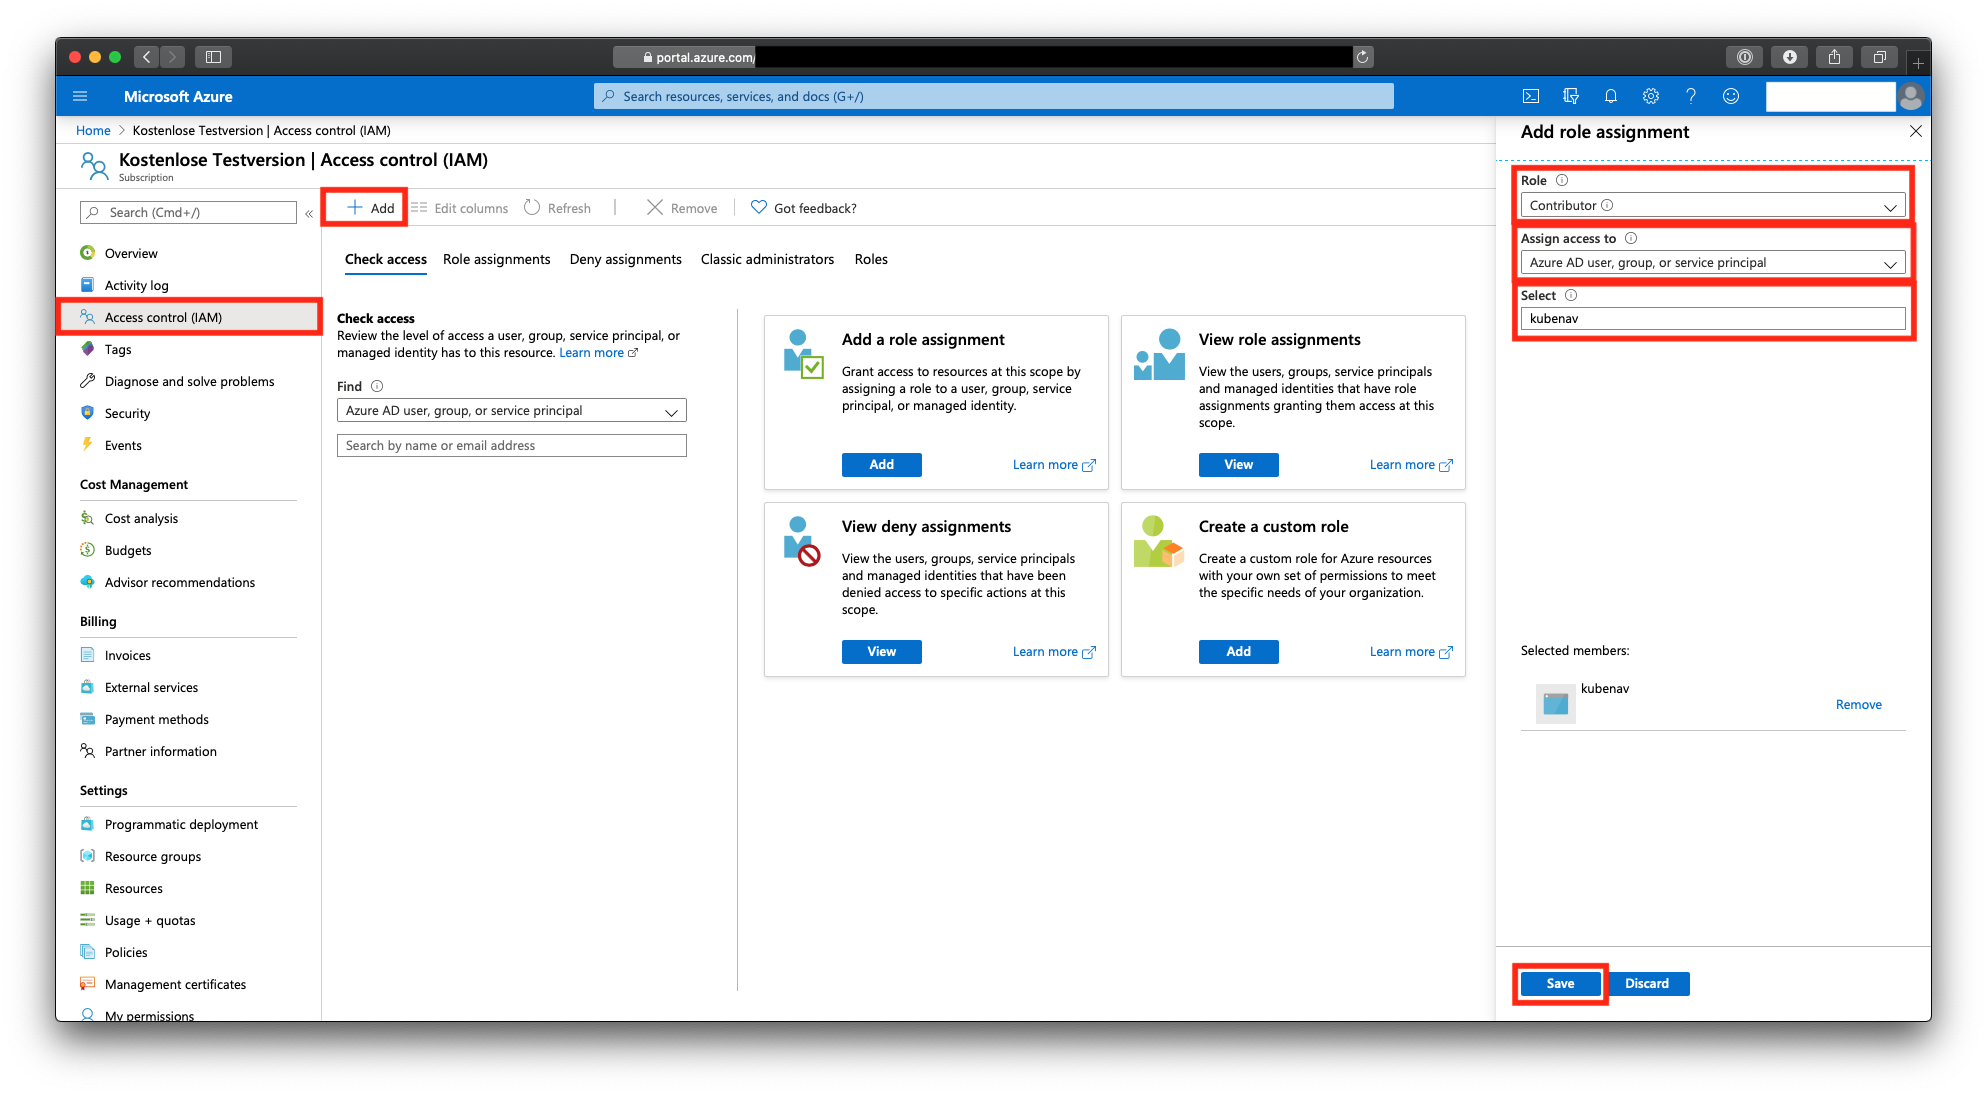 portal.azure.com/
Microsoft Azure
Search resources, services, and docs (G+/)
Home > Kostenlose Testversion | Access control (IAM)
Kostenlose Testversion | Access control (IAM)
Subscription
Search (Cmd+/)
«
Overview
Activity log
Access control (IAM)
Tags
Diagnose and solve problems
Security
Events
Cost Management
Cost analysis
Budgets
Advisor recommendations
Billing
Invoices
External services
Payment methods
Partner information
Settings
Programmatic deployment
Resource groups
Resources
Usage + quotas
Policies
Management certificates
My permissions
Add
Edit columns
Refresh
Remove
Got feedback?
Check access
Role assignments
Deny assignments
Classic administrators
Roles
Check access
Review the level of access a user, group, service principal, or
managed identity has to this resource. Learn more
Find
Azure AD user, group, or service principal
Search by name or email address
Add a role assignment
Grant access to resources at this scope by
assigning a role to a user, group, service
principal, or managed identity.
Add
Learn more
View role assignments
View the users, groups, service principals
and managed identities that have role
assignments granting them access at this
scope.
View
Learn more
View deny assignments
View the users, groups, service principals
and managed identities that have been
denied access to specific actions at this
scope.
View
Learn more
Create a custom role
Create a custom role for Azure resources
with your own set of permissions to meet
the specific needs of your organization.
Add
Learn more
Add role assignment
Role
Contributor
Assign access to
Azure AD user, group, or service principal
Select
kubenav
Selected members:
kubenav
Remove
Save
Discard